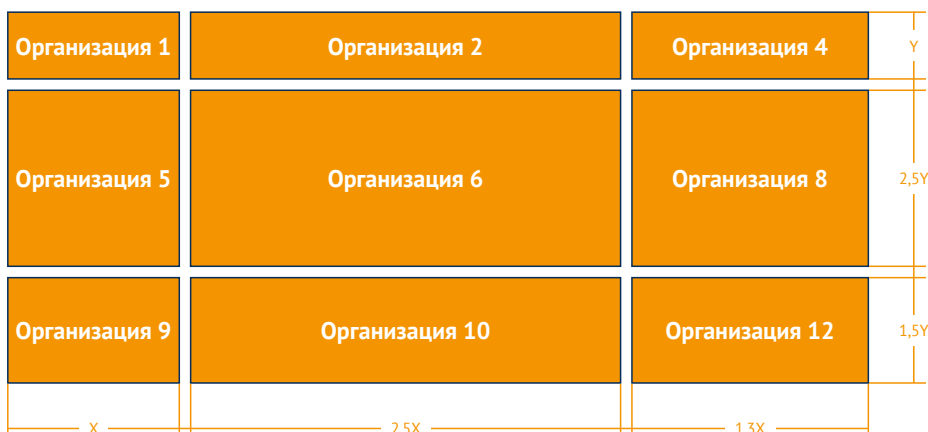 Организация 1
Организация 2
Организация 4
Y
Организация 5
Организация 6
Организация 8
2,5Y
Организация 9
Организация 10
Организация 12
1,5Y
X
2,5X
1,3X